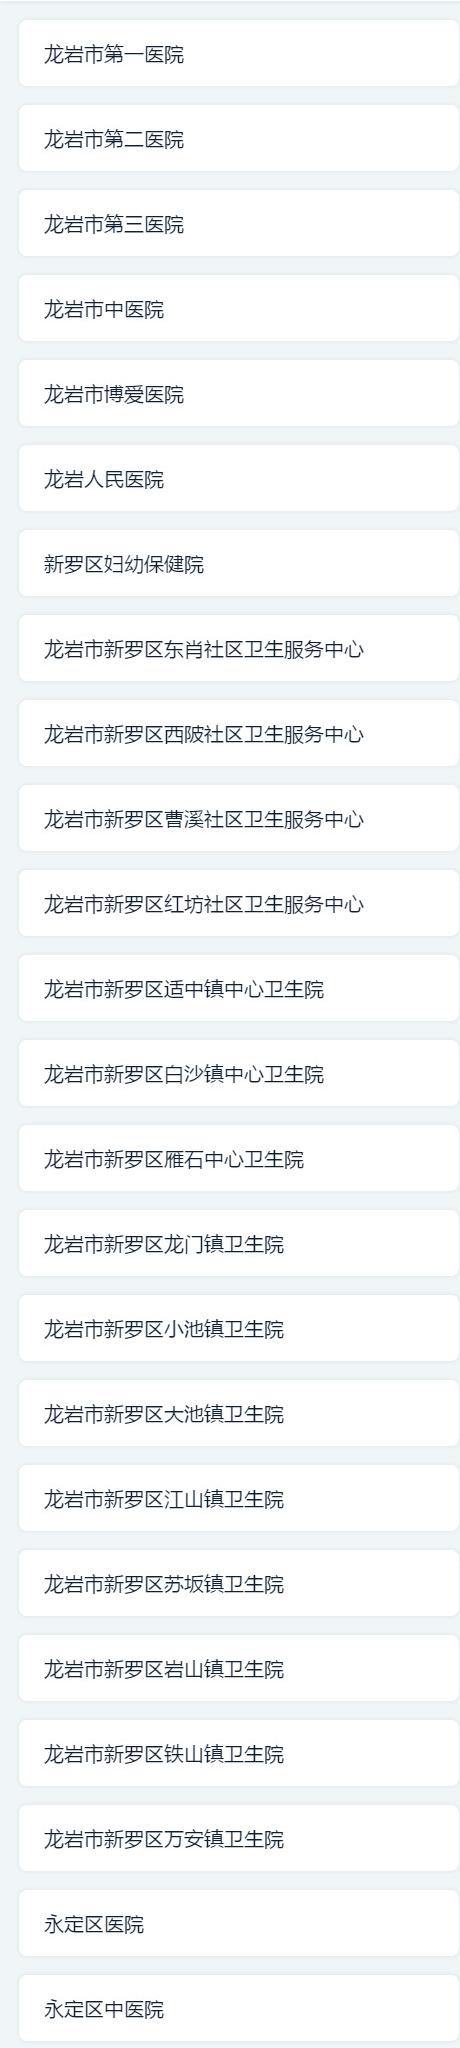 龙岩市第一医院
龙岩市第二医院
龙岩市第三医院
龙岩市中医院
龙岩市博爱医院
龙岩人民医院
新罗区妇幼保健院
龙岩市新罗区东肖社区卫生服务中心
龙岩市新罗区西陂社区卫生服务中心
龙岩市新罗区曹溪社区卫生服务中心
龙岩市新罗区红坊社区卫生服务中心
龙岩市新罗区适中镇中心卫生院
龙岩市新罗区白沙镇中心卫生院
龙岩市新罗区雁石中心卫生院
龙岩市新罗区龙门镇卫生院
龙岩市新罗区小池镇卫生院
龙岩市新罗区大池镇卫生院
龙岩市新罗区江山镇卫生院
龙岩市新罗区苏坂镇卫生院
龙岩市新罗区岩山镇卫生院
龙岩市新罗区铁山镇卫生院
龙岩市新罗区万安镇卫生院
永定区医院
永定区中医院